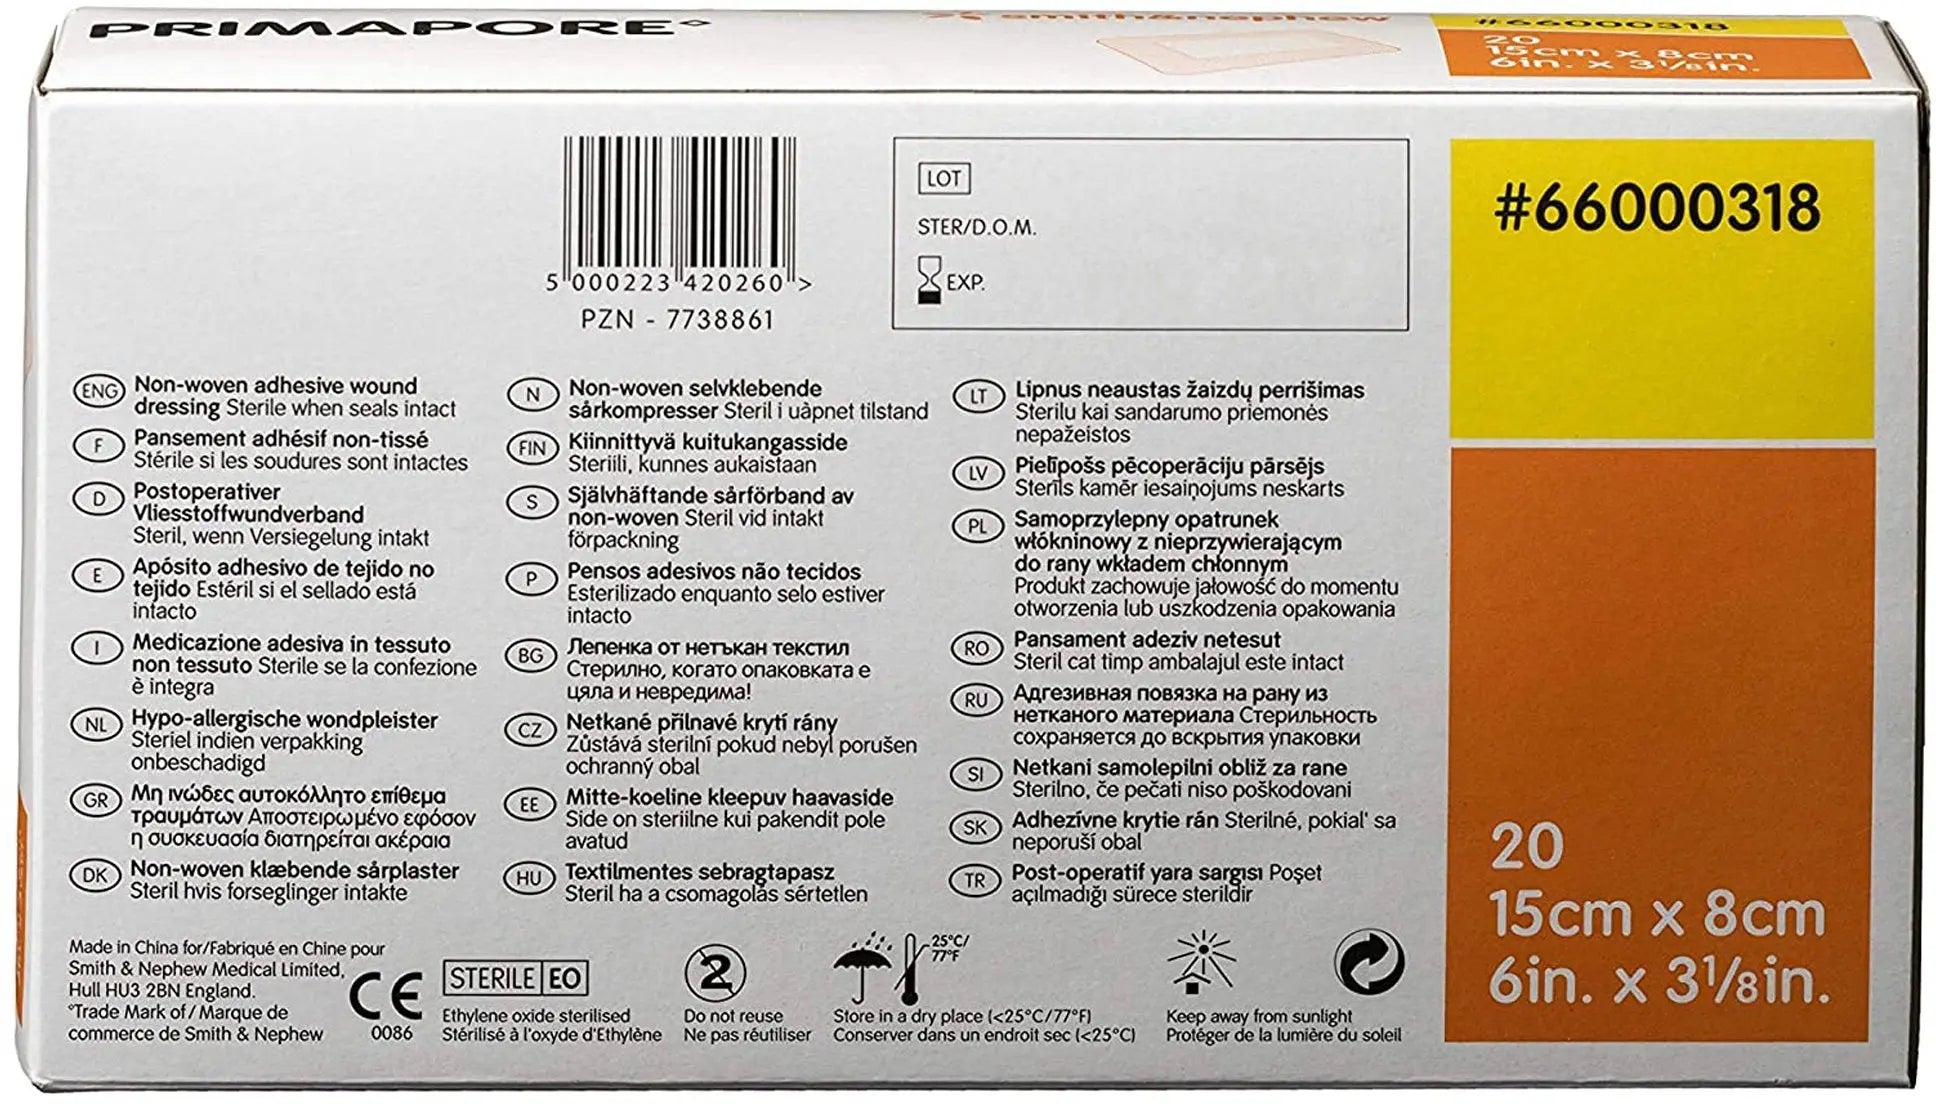 PRIMAPORE◊
smith&nephew
#66000318
20
15cm x 8cm
6in. x 3⅛in.
5 000223 420260 >
PZN - 7738861
LOT
STER/D.O.M.
EXP.
#66000318
ENG Non-woven adhesive wound
dressing Sterile when seals intact
F Pansement adhésif non-tissé
Stérile si les soudures sont intactes
D Postoperativer
Vliesstoffwundverband
Steril, wenn Versiegelung intakt
E Apósito adhesivo de tejido no
tejido Estéril si el sellado está
intacto
I Medicazione adesiva in tessuto
non tessuto Sterile se la confezione
è integra
NL Hypo-allergische wondpleister
Steriel indien verpakking
onbeschadigd
GR Μη ινώδες αυτοκόλλητο επίθεμα
τραυμάτων Αποστειρωμένο εφόσον
η συσκευασία διατηρείται ακέραια
DK Non-woven klæbende sårplaster
Steril hvis forseglinger intakte
N Non-woven selvklebende
sårkompresser Steril i uàpnet tilstand
FIN Kiinnittyvä kuitukangasside
Steriili, kunnes aukaistaan
S Självhäftande sårförband av
non-woven Steril vid intakt
förpackning
P Pensos adesivos não tecidos
Esterilizado enquanto selo estiver
intacto
BG Лепенка от нетъкан текстил
Стерилно, когато опаковката е
цяла и невредима!
CZ Netkané přilnavé krytí rány
Zůstává sterilní pokud nebyl porušen
ochranný obal
EE Mitte-koeline kleepuv haavaside
Side on steriilne kui pakendit pole
avatud
HU Textilmentes sebragtapasz
Steril ha a csomagolás sértetlen
LT Lipnus neaustas žaizdų perrišimas
Sterilu kai sandarumo priemonės
nepažeistos
LV Pielīpošs pēcoperāciju pārsējs
Sterīls kamēr iesaiņojums neskarts
PL Samoprzylepny opatrunek
włókninowy z nieprzywierającym
do rany wkładem chłonnym
Produkt zachowuje jałowość do momentu
otworzenia lub uszkodzenia opakowania
RO Pansament adeziv netesut
Steril cat timp ambalajul este intact
RU Адгезивная повязка на рану из
нетканого материала Стерильность
сохраняется до вскрытия упаковки
SI Netkani samolepilni obliž za rane
Sterilno, če pečati niso poškodovani
SK Adhezívne krytie rán Sterilné, pokial' sa
neporuší obal
TR Post-operatif yara sargısı Poşet
açılmadığı sürece sterildir
20
15cm x 8cm
6in. x 3⅛in.
Made in China for/Fabriqué en Chine pour
Smith & Nephew Medical Limited,
Hull HU3 2BN England.
◊Trade Mark of / Marque de
commerce de Smith & Nephew
CE
0086
STERILE EO
Ethylene oxide sterilised
Stérilisé à l'oxyde d'Ethylène
2
Do not reuse
Ne pas réutiliser
25°C/
77°F
Store in a dry place (<25°C/77°F)
Conserver dans un endroit sec (<25°C)
Keep away from sunlight
Protéger de la lumière du soleil